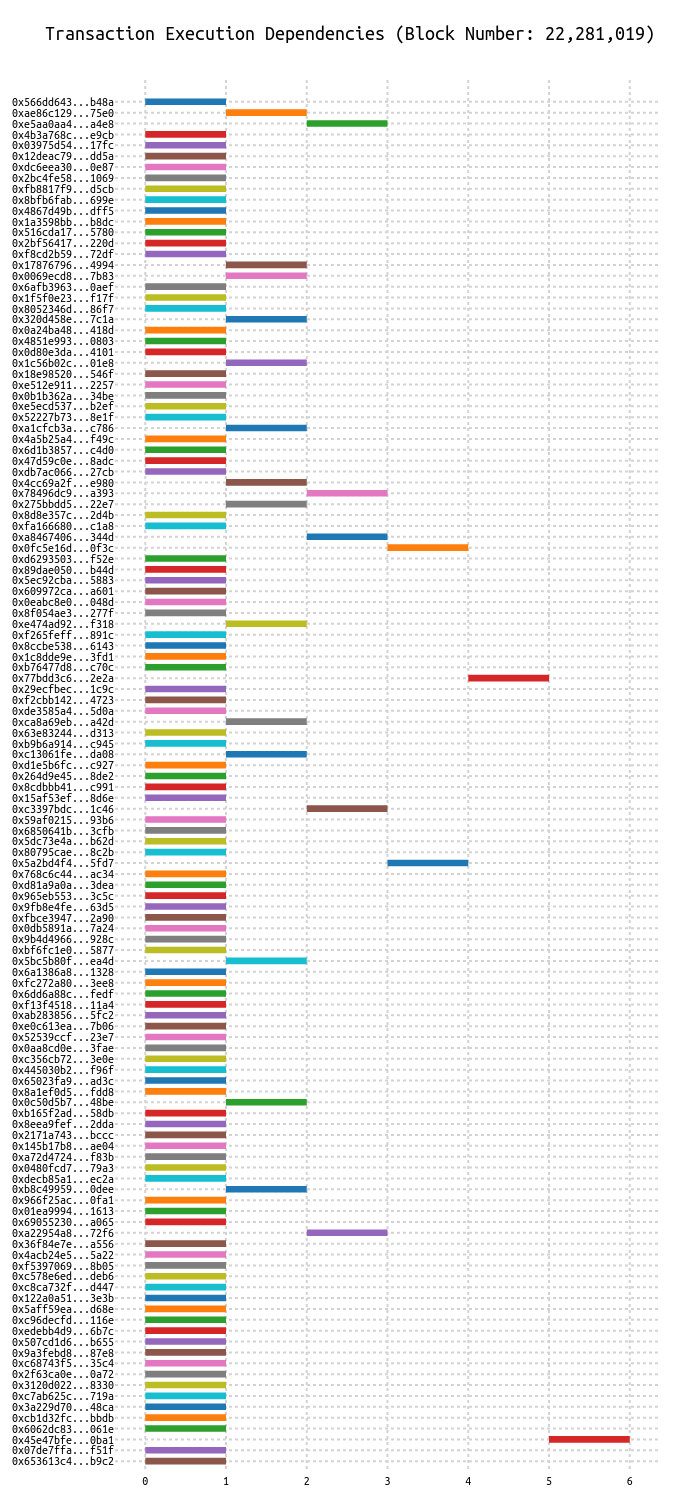 Transaction Execution Dependencies (Block Number: 22,281,019)
0x566dd643...b48a
0xae86c129...75e0
0xe5aa0aa4...a4e8
0x4b3a768c...e9cb
0x03975d54...17fc
0x12deac79...dd5a
0xdc6eea30...0e87
0x2bc4fe58...1069
0xfb8817f9...d5cb
0x8bfb6fab...699e
0x4867d49b...dff5
0x1a3598bb...b8dc
0x516cda17...5780
0x2bf56417...220d
0xf8cd2b59...72df
0x17876796...4994
0x0069ecd8...7b83
0x6afb3963...0aef
0x1f5f0e23...f17f
0x8052346d...86f7
0x320d458e...7c1a
0x0a24ba48...418d
0x4851e993...0803
0x0d80e3da...4101
0x1c56b02c...01e8
0x18e98520...546f
0xe512e911...2257
0x0b1b362a...34be
0xe5ecd537...b2ef
0x52227b73...8e1f
0xa1cfcb3a...c786
0x4a5b25a4...f49c
0x6d1b3857...c4d0
0x47d59c0e...8adc
0xdb7ac066...27cb
0x4cc69a2f...e980
0x78496dc9...a393
0x275bbdd5...22e7
0x8d8e357c...2d4b
0xfa166680...c1a8
0xa8467406...344d
0x0fc5e16d...0f3c
0xd6293503...f52e
0x89dae050...b44d
0x5ec92cba...5883
0x609972ca...a601
0x0eabc8e0...048d
0x8f054ae3...277f
0xe474ad92...f318
0xf265feff...891c
0x8ccbe538...6143
0x1c8dde9e...3fd1
0xb76477d8...c70c
0x77bdd3c6...2e2a
0x29ecfbec...1c9c
0xf2cbb142...4723
0xde3585a4...5d0a
0xca8a69eb...a42d
0x63e83244...d313
0xb9b6a914...c945
0xc13061fe...da08
0xd1e5b6fc...c927
0x264d9e45...8de2
0x8cdbbb41...c991
0x15af53ef...8d6e
0xc3397bdc...1c46
0x59af0215...93b6
0x6850641b...3cfb
0x5dc73e4a...b62d
0x80795cae...8c2b
0x5a2bd4f4...5fd7
0x768c6c44...ac34
0xd81a9a0a...3dea
0x965eb553...3c5c
0x9fb8e4fe...63d5
0xfbce3947...2a90
0x0db5891a...7a24
0x9b4d4966...928c
0xbf6fc1e0...5877
0x5bc5b80f...ea4d
0x6a1386a8...1328
0xfc272a80...3ee8
0x6dd6a88c...fedf
0xf13f4518...11a4
0xab283856...5fc2
0xe0c613ea...7b06
0x52539ccf...23e7
0x0aa8cd0e...3fae
0xc356cb72...3e0e
0x445030b2...f96f
0x65023fa9...ad3c
0x8a1ef0d5...fdd8
0x0c50d5b7...48be
0xb165f2ad...58db
0x8eea9fef...2dda
0x2171a743...bccc
0x145b17b8...ae04
0xa72d4724...f83b
0x0480fcd7...79a3
0xdecb85a1...ec2a
0xb8c49959...0dee
0x966f25ac...0fa1
0x01ea9994...1613
0x69055230...a065
0xa22954a8...72f6
0x36f84e7e...a556
0x4acb24e5...5a22
0xf5397069...8b05
0xc578e6ed...deb6
0xc8ca732f...d447
0x122a0a51...3e3b
0x5aff59ea...d68e
0xc96decfd...116e
0xedebb4d9...6b7c
0x507cd1d6...b655
0x9a3febd8...87e8
0xc68743f5...35c4
0x2f63ca0e...0a72
0x3120d022...8330
0xc7ab625c...719a
0x3a229d70...48ca
0xcb1d32fc...bbdb
0x6062dc83...061e
0x45e47bfe...0ba1
0x07de7ffa...f51f
0x653613c4...b9c2
0 1 2 3 4 5 6